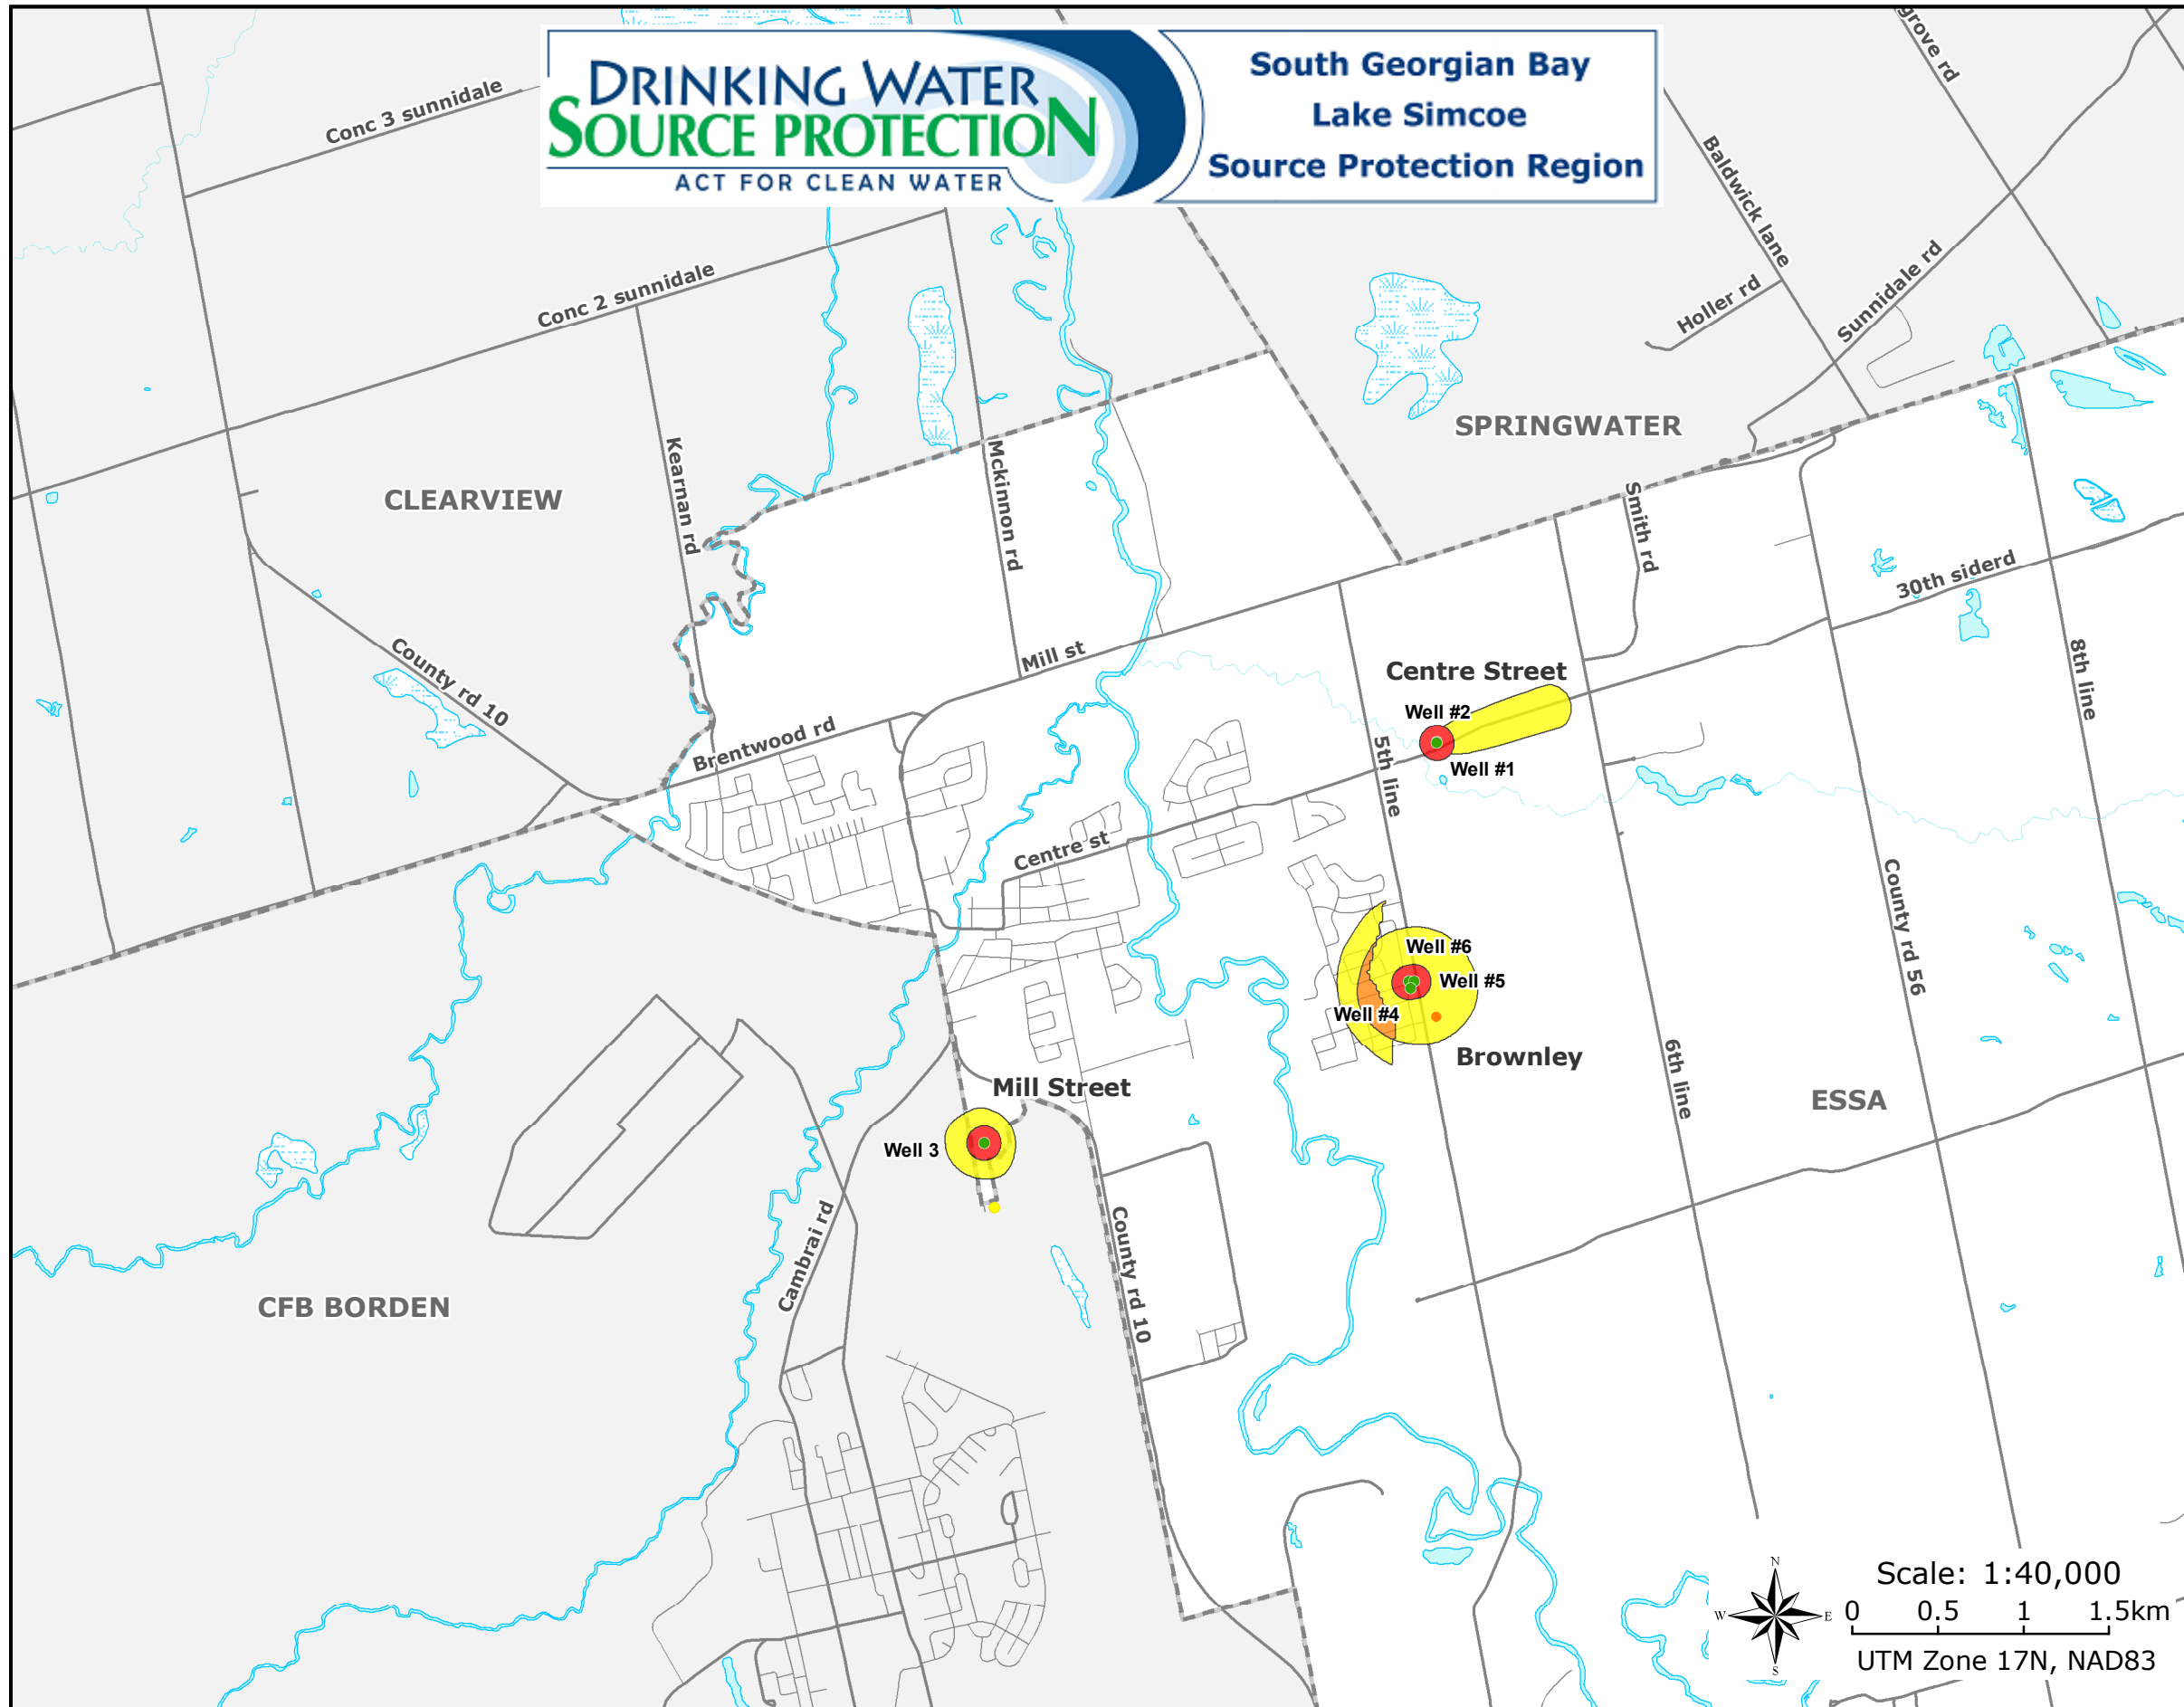 DRINKING WATER
SOURCE PROTECTION
ACT FOR CLEAN WATER
South Georgian Bay
Lake Simcoe
Source Protection Region
grove rd
Conc 3 sunnidale
Baldwick lane
Sunnidale rd
Holler rd
Conc 2 sunnidale
SPRINGWATER
CLEARVIEW
Kearnan rd
Mckinnon rd
Smith rd
30th siderd
8th line
County rd 10
Mill st
Centre Street
Well #2
Well #1
Brentwood rd
5th line
Centre st
County rd 56
Well #6
Well #5
Well #4
Brownley
6th line
ESSA
Mill Street
Well 3
Cambrai rd
County rd 10
CFB BORDEN
N
W
E
S
Scale: 1:40,000
0 0.5 1 1.5km
UTM Zone 17N, NAD83